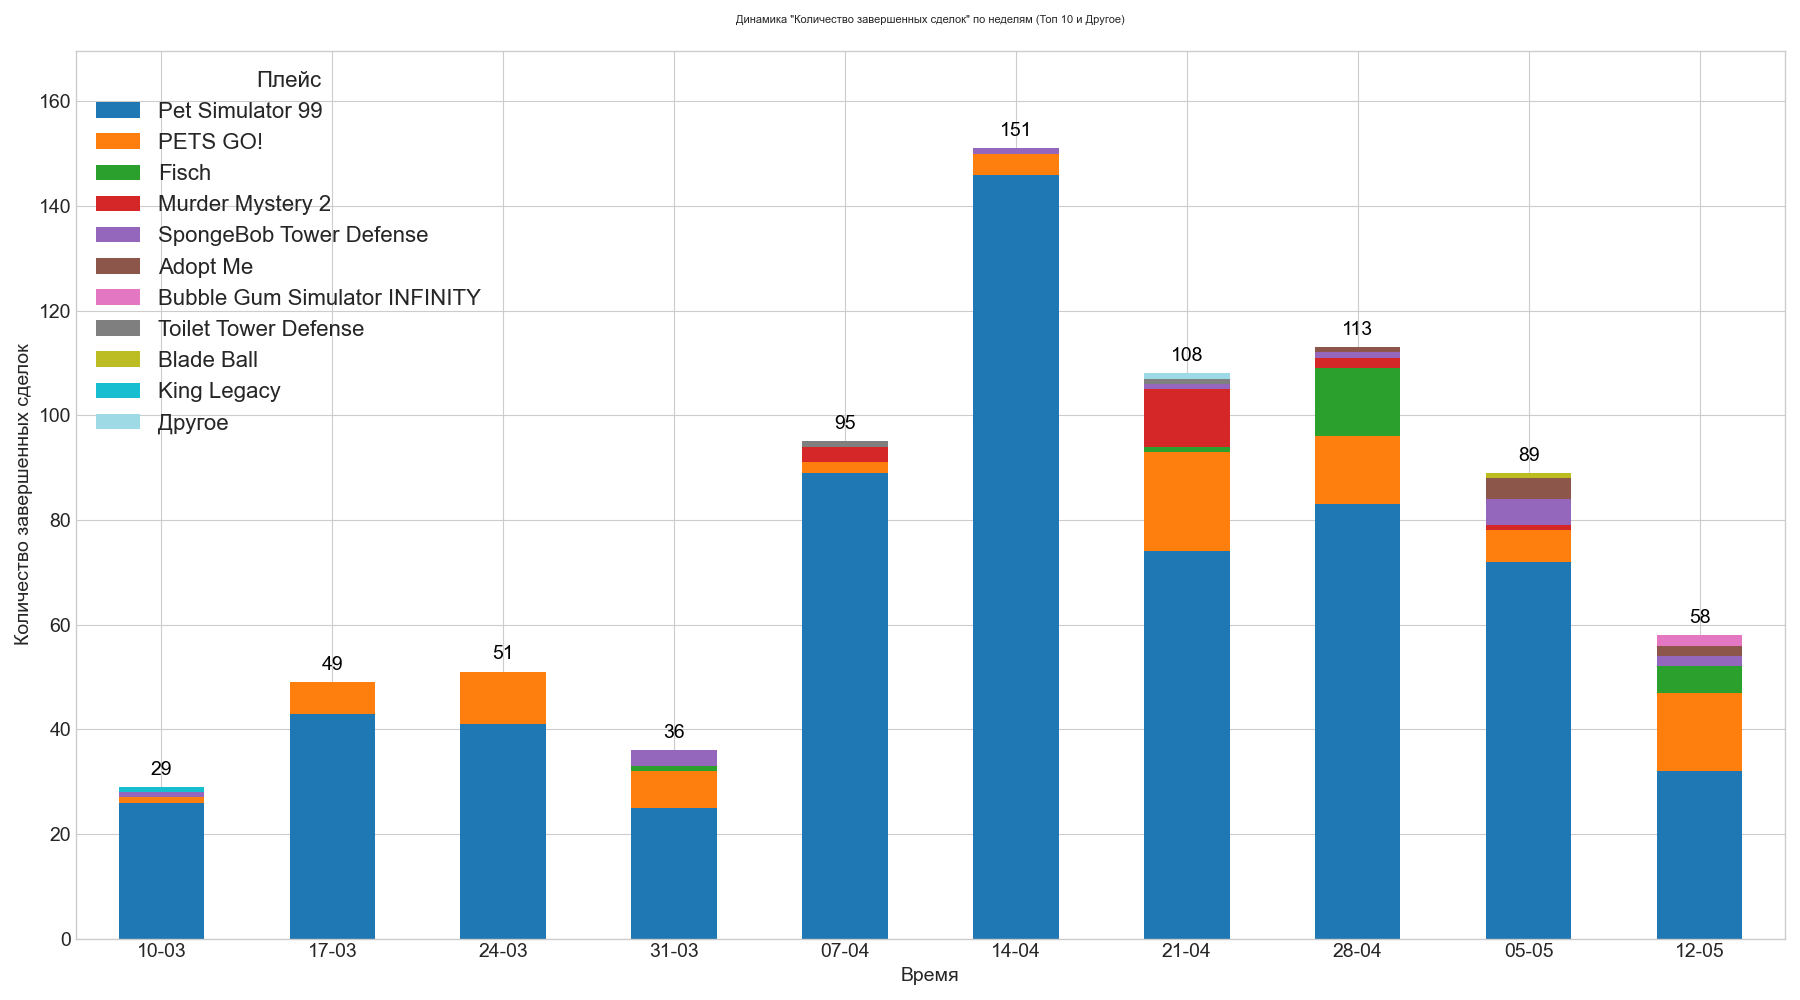 Динамика "Количество завершенных сделок" по неделям (Топ 10 и Другое)
Плейс
Pet Simulator 99
PETS GO!
Fisch
Murder Mystery 2
SpongeBob Tower Defense
Adopt Me
Bubble Gum Simulator INFINITY
Toilet Tower Defense
Blade Ball
King Legacy
Другое
Количество завершенных сделок
160
140
120
100
80
60
40
20
0
29
49
51
36
95
151
108
113
89
58
10-03
17-03
24-03
31-03
07-04
14-04
21-04
28-04
05-05
12-05
Время